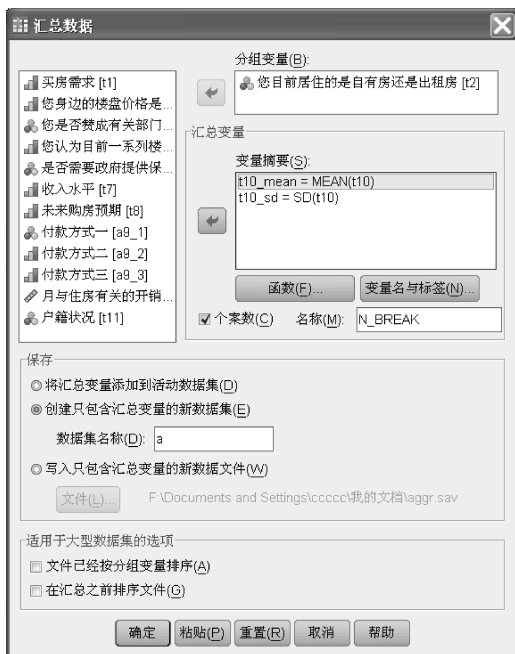 汇总数据
分组变量(B):
您目前居住的是自有房还是出租房 [t2]
买房需求 [t1]
您身边的楼盘价格是...
您是否赞成有关部门...
您认为目前一系列楼...
是否需要政府提供保...
收入水平 [t7]
未来购房预期 [t8]
付款方式一 [a9_1]
付款方式二 [a9_2]
付款方式三 [a9_3]
月与住房有关的开销...
户籍状况 [t11]
汇总变量
变量摘要(S):
t10_mean = MEAN(t10)
t10_sd = SD(t10)
函数(F)... 变量名与标签(N)...
个案数(C) 名称(M): N_BREAK
保存
将汇总变量添加到活动数据集(D)
创建只包含汇总变量的新数据集(E)
数据集名称(D): a
写入只包含汇总变量的新数据文件(W)
文件(L)... F:\Documents and Settings\ccccc\我的文档\aggr.sav
适用于大型数据集的选项
文件已经按分组变量排序(A)
在汇总之前排序文件(G)
确定 粘贴(P) 重置(R) 取消 帮助